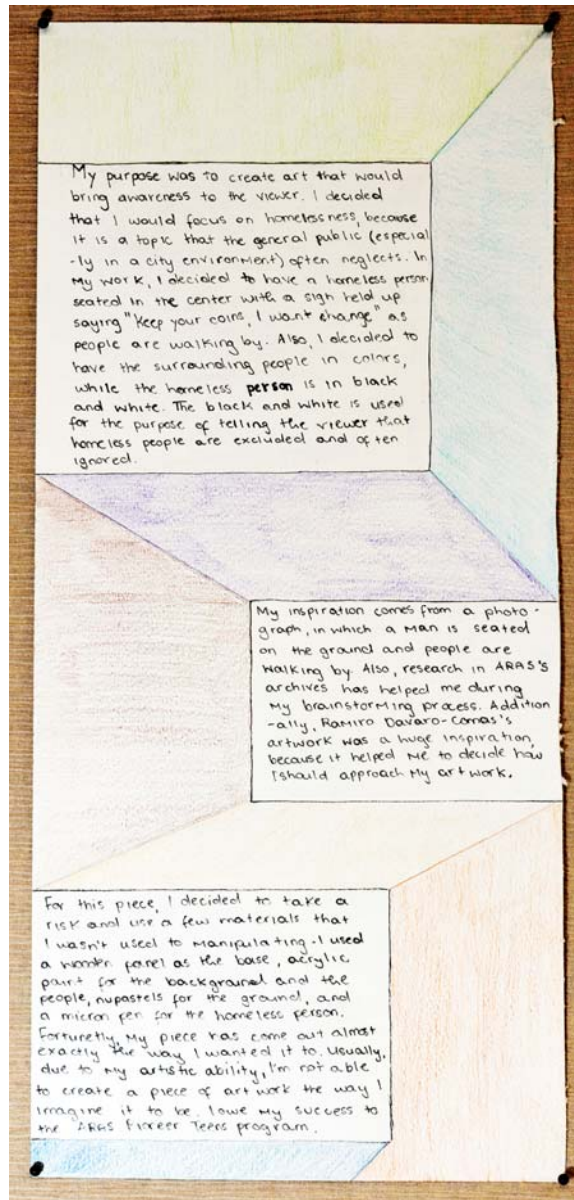 My purpose was to create art that would
bring awareness to the viewer. I decided
that I would focus on homelessness, because
it is a topic that the general public (especial
-ly in a city environment) often neglects. In
my work, I decided to have a homeless person
seated in the center with a sign held up
saying "Keep your coins, I want change" as
people are walking by. Also, I decided to
have the surrounding people in colors,
while the homeless person is in black
and white. The black and white is used
for the purpose of telling the viewer that
homeless people are excluded and often
ignored.
My inspiration comes from a photo-
graph, in which a man is seated
on the ground and people are
walking by. Also, research in ARAS's
archives has helped me during
my brainstorming process. Addition
-ally, Ramiro Davaro-Comas's
artwork was a huge inspiration,
because it helped me to decide how
I should approach my artwork.
For this piece, I decided to take a
risk and use a few materials that
I wasn't used to manipulating. I used
a wooden panel as the base, acrylic
paint for the background and the
people, nupastels for the ground, and
a micron pen for the homeless person.
Fortunetly, my piece has come out almost
exactly the way I wanted it to. Usually,
due to my artistic ability, I'm not able
to create a piece of artwork the way I
imagine it to be. I owe my success to
the ARAS Pioneer Teens program.